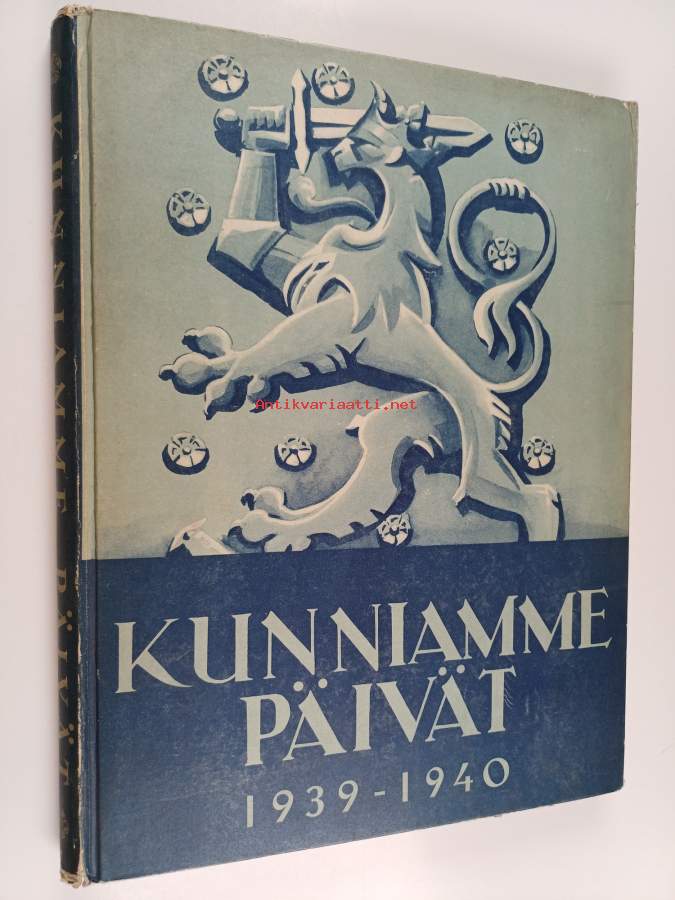 KUNNIAMME PÄIVÄT
Antikvariaatti.net
KUNNIAMME
PÄIVÄT
1939-1940